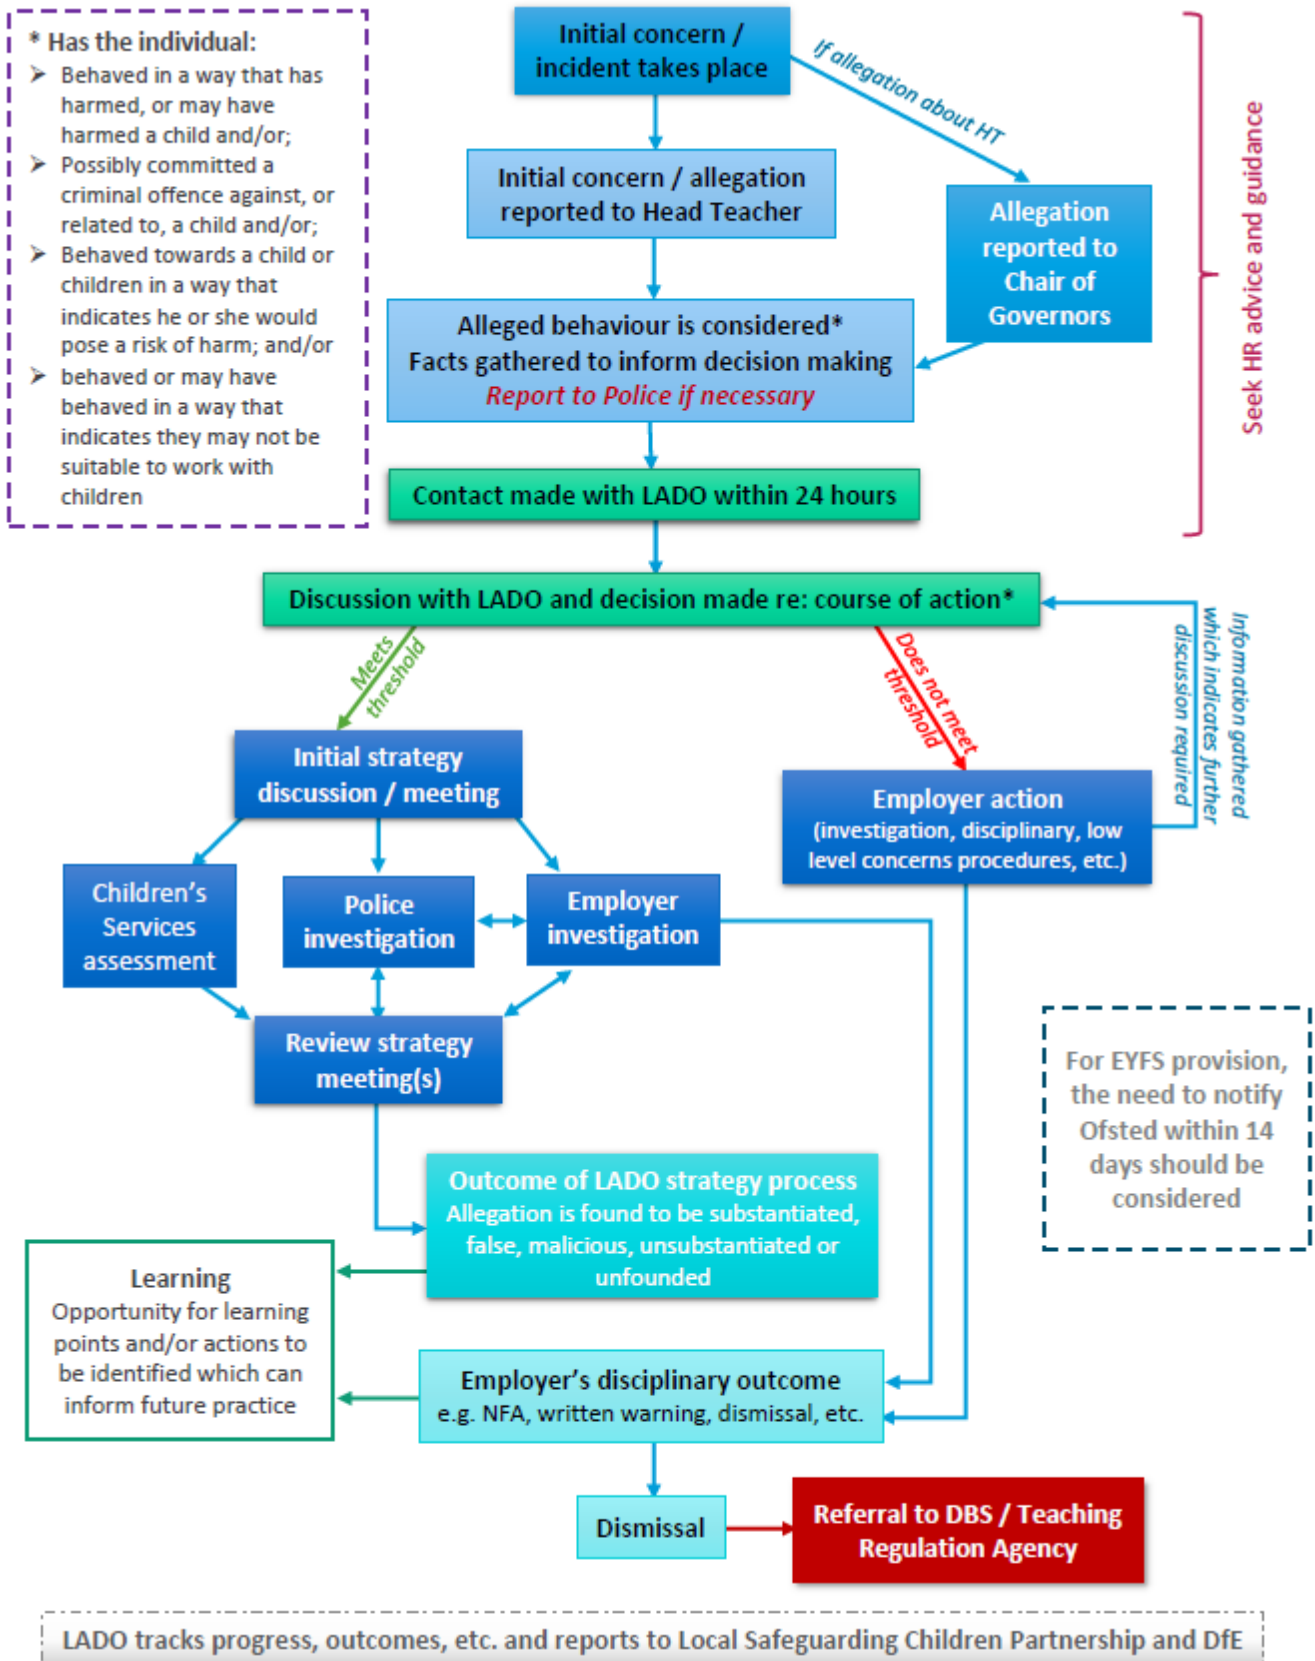 * Has the individual:
➤ Behaved in a way that has
harmed, or may have
harmed a child and/or;
➤ Possibly committed a
criminal offence against, or
related to, a child and/or;
➤ Behaved towards a child or
children in a way that
indicates he or she would
pose a risk of harm; and/or
➤ behaved or may have
behaved in a way that
indicates they may not be
suitable to work with
children
Initial concern /
incident takes place
If allegation about HT
Initial concern / allegation
reported to Head Teacher
Allegation
reported to
Chair of
Governors
Seek HR advice and guidance
Alleged behaviour is considered*
Facts gathered to inform decision making
Report to Police if necessary
Contact made with LADO within 24 hours
Discussion with LADO and decision made re: course of action*
Meets
threshold
Does not meet
threshold
Information gathered
which indicates further
discussion required
Initial strategy
discussion / meeting
Employer action
(investigation, disciplinary, low
level concerns procedures, etc.)
Children's
Services
assessment
Police
investigation
Employer
investigation
Review strategy
meeting(s)
For EYFS provision,
the need to notify
Ofsted within 14
days should be
considered
Outcome of LADO strategy process
Allegation is found to be substantiated,
false, malicious, unsubstantiated or
unfounded
Learning
Opportunity for learning
points and/or actions to
be identified which can
inform future practice
Employer's disciplinary outcome
e.g. NFA, written warning, dismissal, etc.
Dismissal
Referral to DBS / Teaching
Regulation Agency
LADO tracks progress, outcomes, etc. and reports to Local Safeguarding Children Partnership and DfE